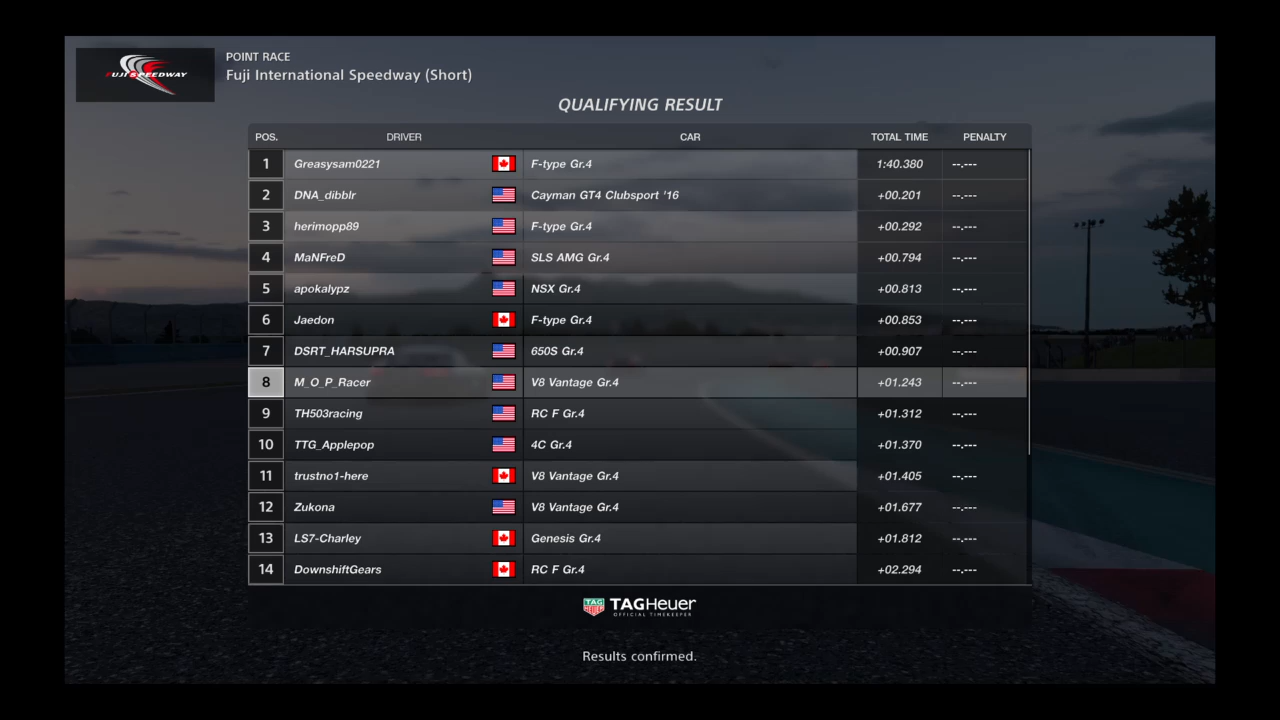 FUJI SPEEDWAY
POINT RACE
Fuji International Speedway (Short)
QUALIFYING RESULT
POS. DRIVER CAR TOTAL TIME PENALTY
1 Greasysam0221 F-type Gr.4 1:40.380 --.---
2 DNA_dibblr Cayman GT4 Clubsport '16 +00.201 --.---
3 herimopp89 F-type Gr.4 +00.292 --.---
4 MaNFreD SLS AMG Gr.4 +00.794 --.---
5 apokalypz NSX Gr.4 +00.813 --.---
6 Jaedon F-type Gr.4 +00.853 --.---
7 DSRT_HARSUPRA 650S Gr.4 +00.907 --.---
8 M_O_P_Racer V8 Vantage Gr.4 +01.243 --.---
9 TH503racing RC F Gr.4 +01.312 --.---
10 TTG_Applepop 4C Gr.4 +01.370 --.---
11 trustno1-here V8 Vantage Gr.4 +01.405 --.---
12 Zukona V8 Vantage Gr.4 +01.677 --.---
13 LS7-Charley Genesis Gr.4 +01.812 --.---
14 DownshiftGears RC F Gr.4 +02.294 --.---
TAG HEUER TAGHeuer
OFFICIAL TIMEKEEPER
Results confirmed.